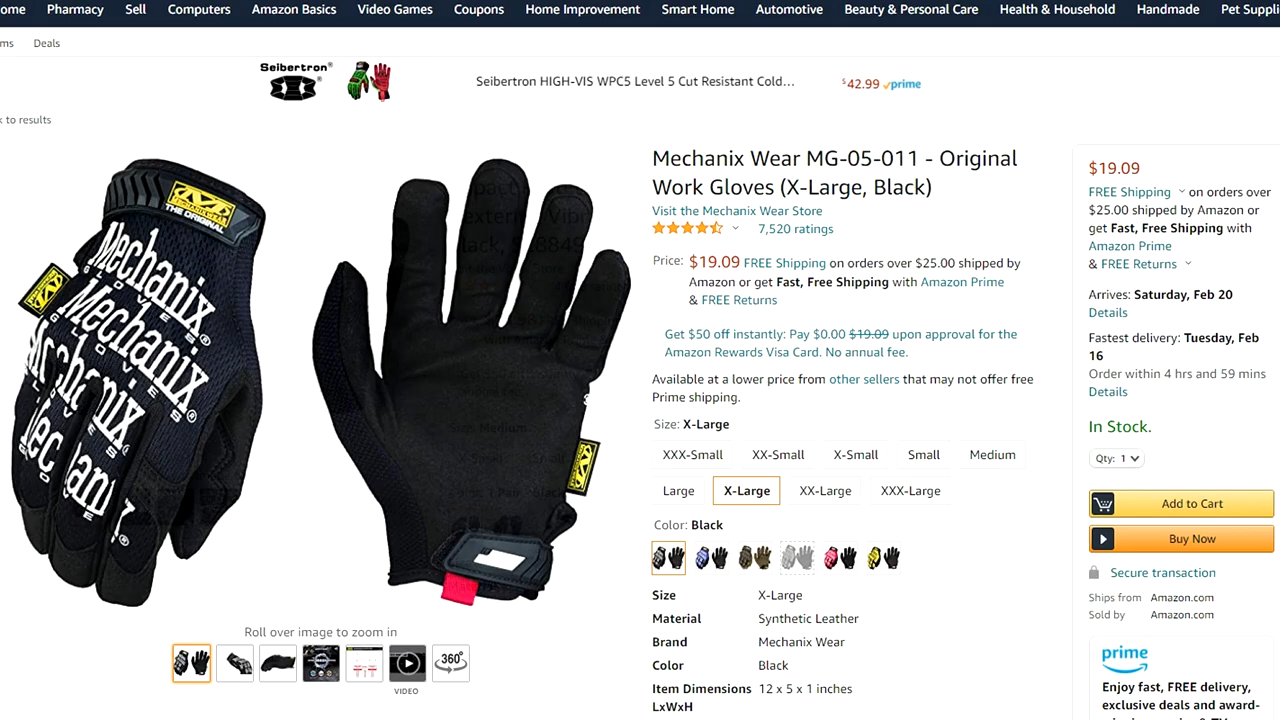 ome Pharmacy Sell Computers Amazon Basics Video Games Coupons Home Improvement Smart Home Automotive Beauty & Personal Care Health & Household Handmade Pet Suppli
ms Deals
Seibertron® Seibertron HIGH-VIS WPC5 Level 5 Cut Resistant Cold... $42.99 prime
k to results
Mechanix Wear MG-05-011 - Original
Work Gloves (X-Large, Black)
Visit the Mechanix Wear Store
7,520 ratings
Price: $19.09 FREE Shipping on orders over $25.00 shipped by
Amazon or get Fast, Free Shipping with Amazon Prime
& FREE Returns
Get $50 off instantly: Pay $0.00 $19.09 upon approval for the
Amazon Rewards Visa Card. No annual fee.
Available at a lower price from other sellers that may not offer free
Prime shipping.
Size: X-Large
XXX-Small XX-Small X-Small Small Medium
Large X-Large XX-Large XXX-Large
Color: Black
Size X-Large
Material Synthetic Leather
Brand Mechanix Wear
Color Black
Item Dimensions 12 x 5 x 1 inches
LxWxH
$19.09
FREE Shipping on orders over
$25.00 shipped by Amazon or
get Fast, Free Shipping with
Amazon Prime
& FREE Returns
Arrives: Saturday, Feb 20
Details
Fastest delivery: Tuesday, Feb
16
Order within 4 hrs and 59 mins
Details
In Stock.
Qty: 1
Add to Cart
Buy Now
Secure transaction
Ships from Amazon.com
Sold by Amazon.com
prime
Enjoy fast, FREE delivery,
exclusive deals and award-
THE ORIGINAL
Mechanix®
GLOVES
Mechanix®
GLOVES
Roll over image to zoom in
360°
VIDEO